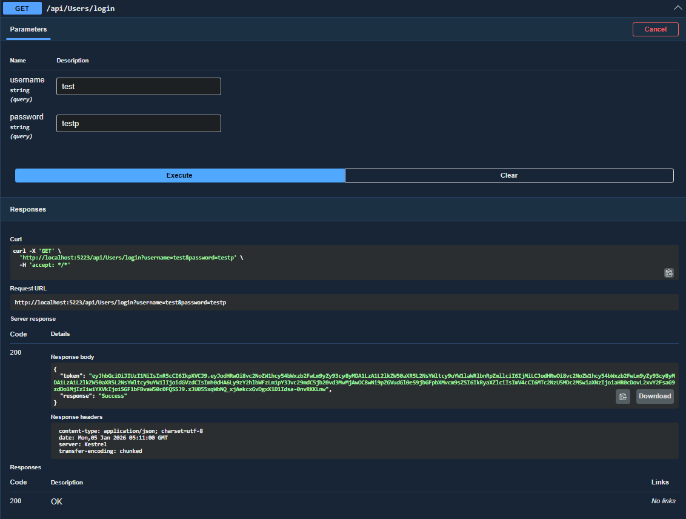 GET /api/Users/login
Parameters
Cancel
Name Description
username
string
(query)
test
password
string
(query)
testp
Execute Clear
Responses
Curl
curl -X 'GET' \
'http://localhost:5223/api/Users/login?username=test&password=testp' \
-H 'accept: */*'
Request URL
http://localhost:5223/api/Users/login?username=test&password=testp
Server response
Code Details
200
Response body
{
"token":
"response": "Success"
}
Download
Response headers
content-type: application/json; charset=utf-8
date: Mon,05 Jan 2026 05:11:00 GMT
server: Kestrel
transfer-encoding: chunked
Responses
Code Description Links
200 OK No links